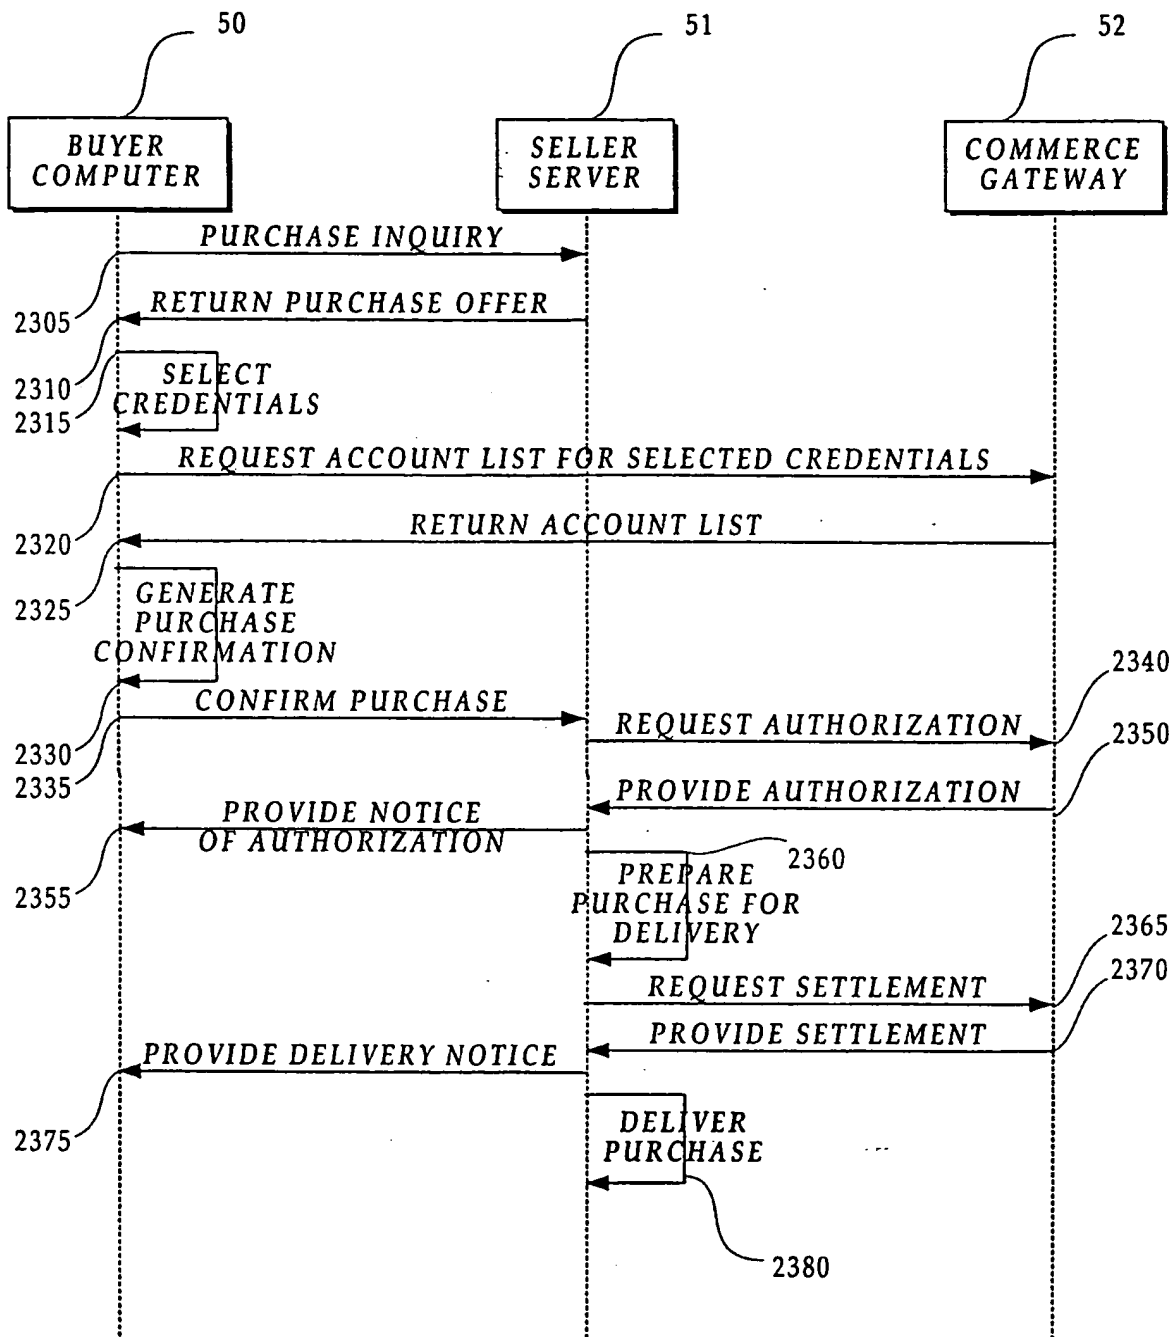 50
51
52
BUYER
COMPUTER
SELLER
SERVER
COMMERCE
GATEWAY
PURCHASE INQUIRY
2305
RETURN PURCHASE OFFER
2310
SELECT
CREDENTIALS
2315
REQUEST ACCOUNT LIST FOR SELECTED CREDENTIALS
2320
RETURN ACCOUNT LIST
2325
GENERATE
PURCHASE
CONFIRMATION
2330
CONFIRM PURCHASE
2335
REQUEST AUTHORIZATION
2340
PROVIDE AUTHORIZATION
2350
PROVIDE NOTICE
OF AUTHORIZATION
2355
2360
PREPARE
PURCHASE FOR
DELIVERY
REQUEST SETTLEMENT
2365
PROVIDE SETTLEMENT
2370
PROVIDE DELIVERY NOTICE
2375
DELIVER
PURCHASE
2380